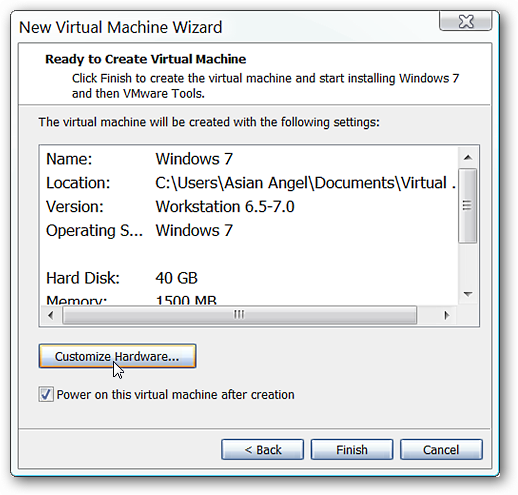 New Virtual Machine Wizard
Ready to Create Virtual Machine
Click Finish to create the virtual machine and start installing Windows 7
and then VMware Tools.
The virtual machine will be created with the following settings:
Name: Windows 7
Location: C:\Users\Asian Angel\Documents\Virtual .
Version: Workstation 6.5-7.0
Operating S... Windows 7
Hard Disk: 40 GB
Memory: 1500 MB
Customize Hardware...
Power on this virtual machine after creation
< Back Finish Cancel